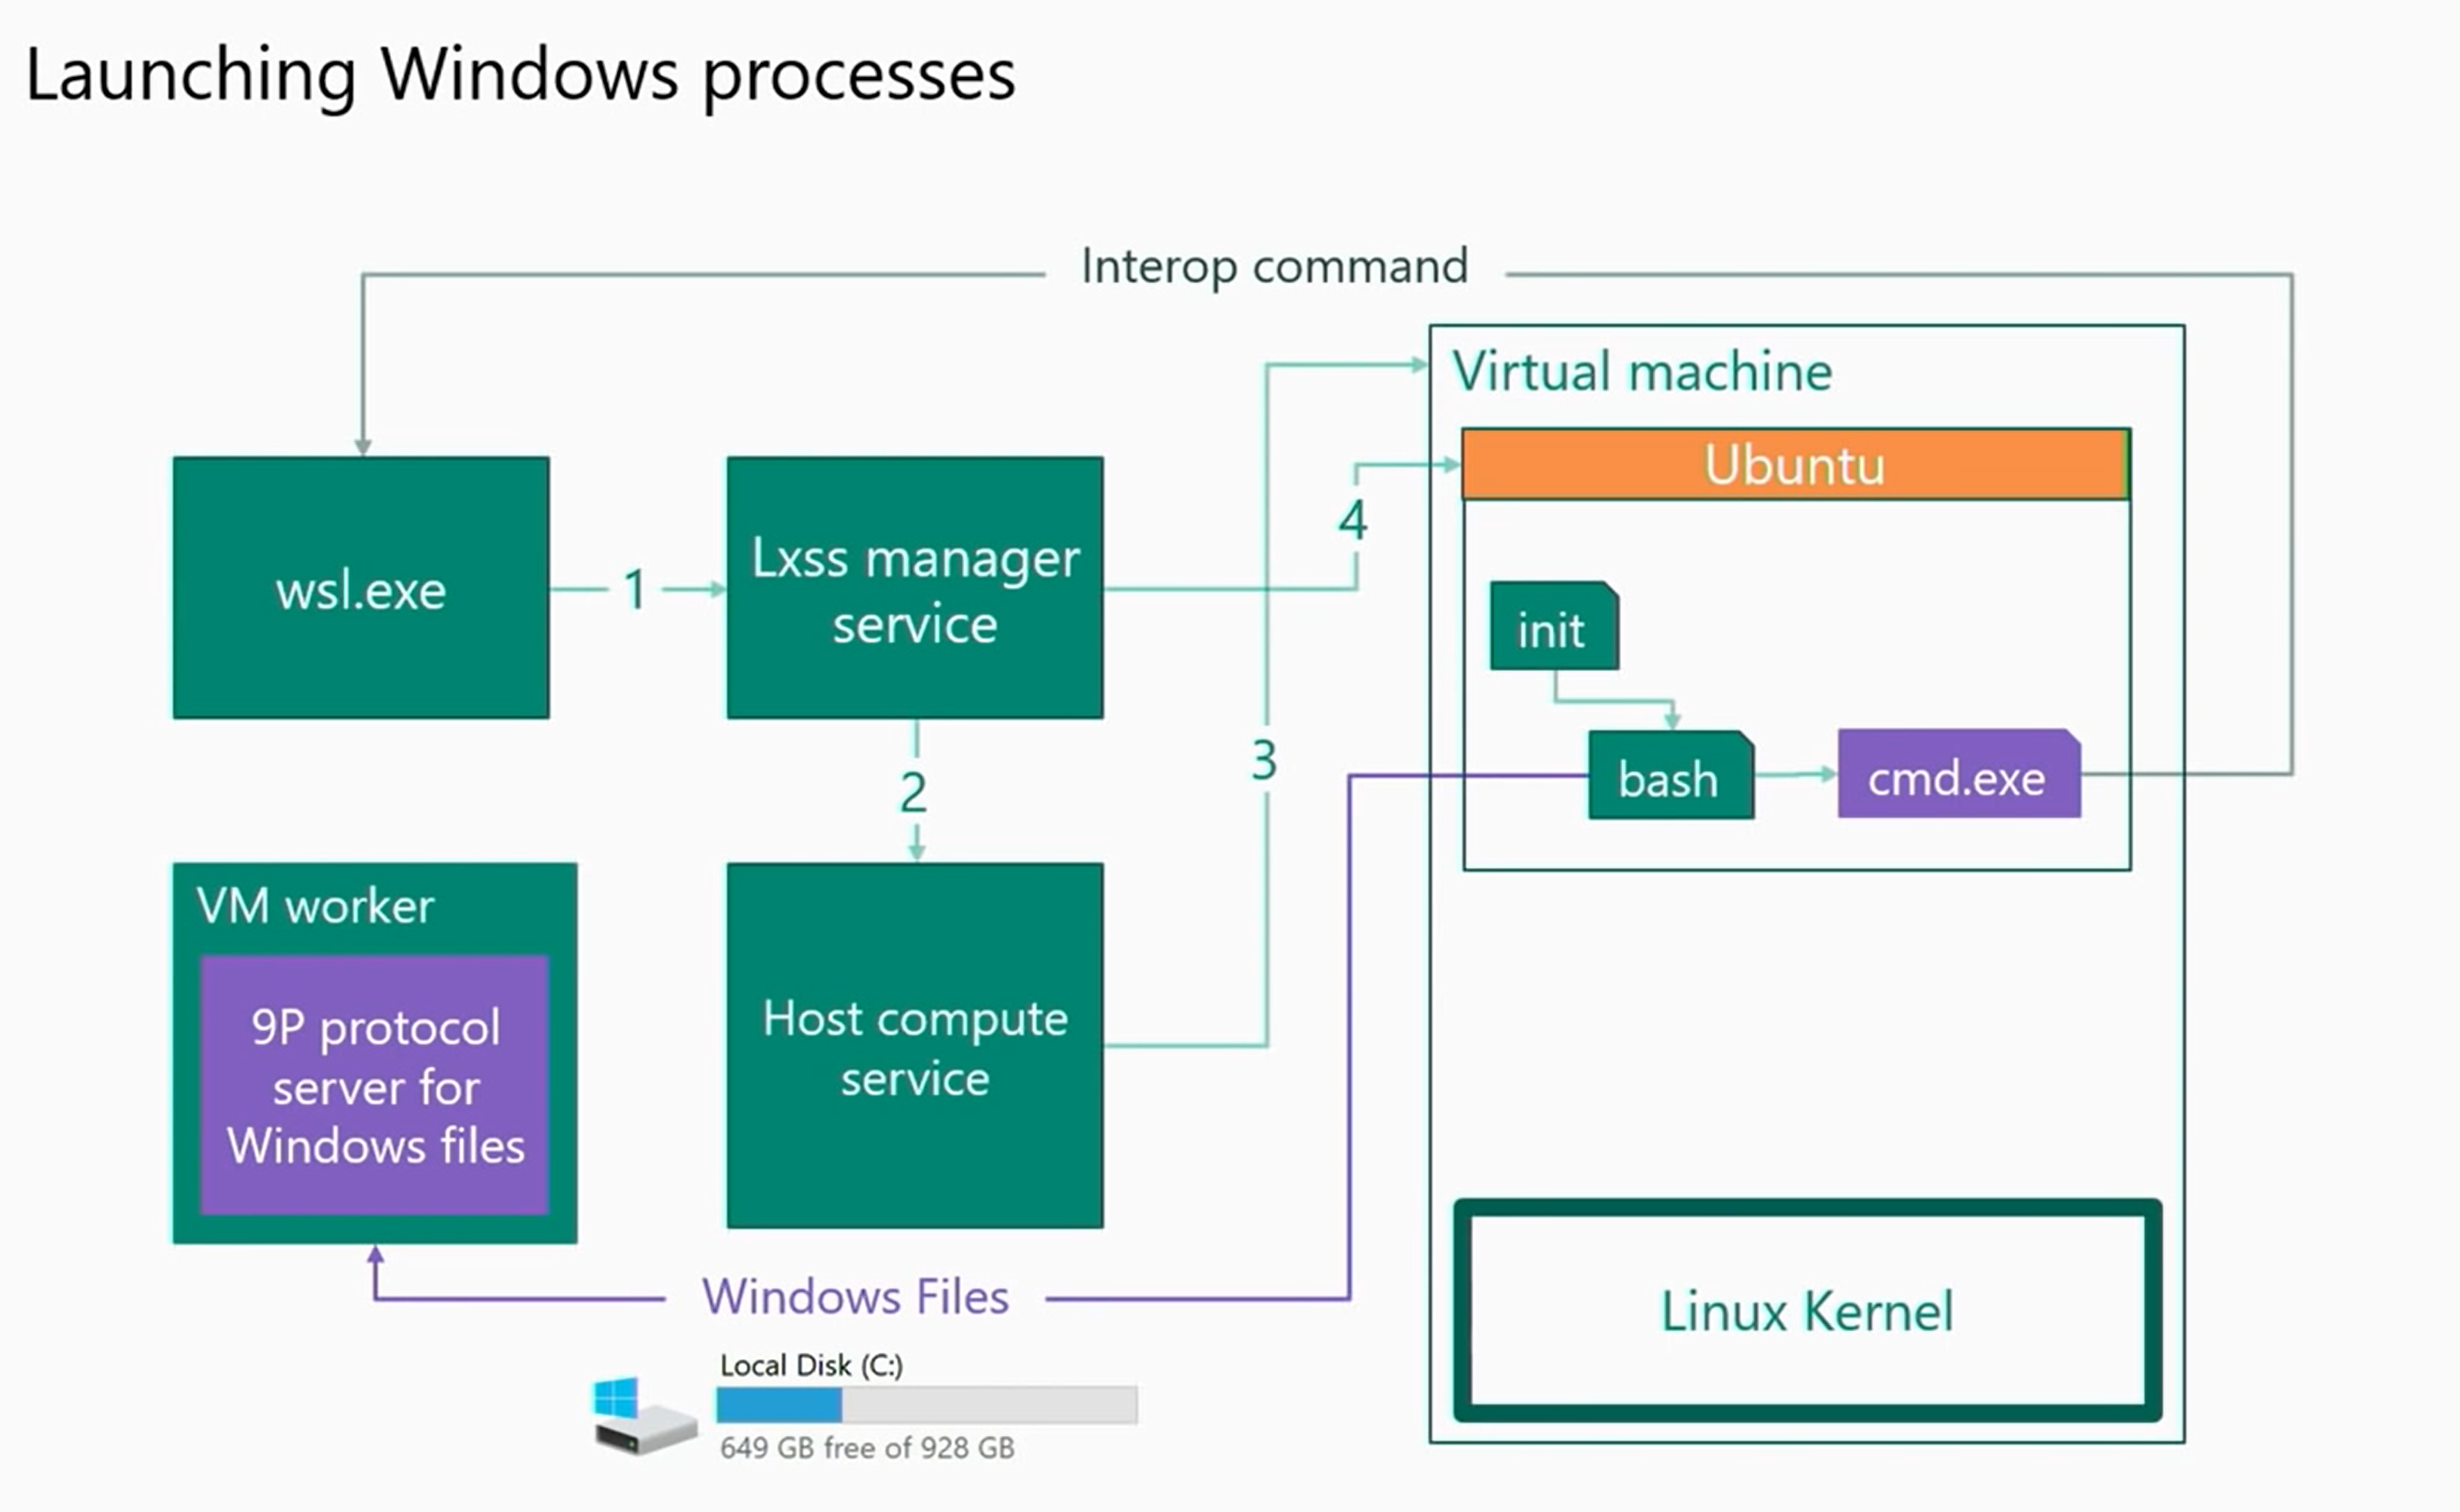 Launching Windows processes
Interop command
Virtual machine
Ubuntu
wsl.exe
1
Lxss manager
service
4
init
bash
cmd.exe
2
3
VM worker
9P protocol
server for
Windows files
Host compute
service
Windows Files
Linux Kernel
Local Disk (C:)
649 GB free of 928 GB